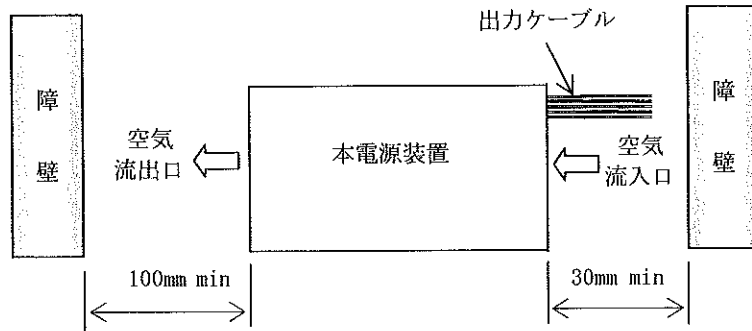 出力ケーブル
障
壁
空気
流出口
本電源装置
空気
流入口
障
壁
100mm min
30mm min